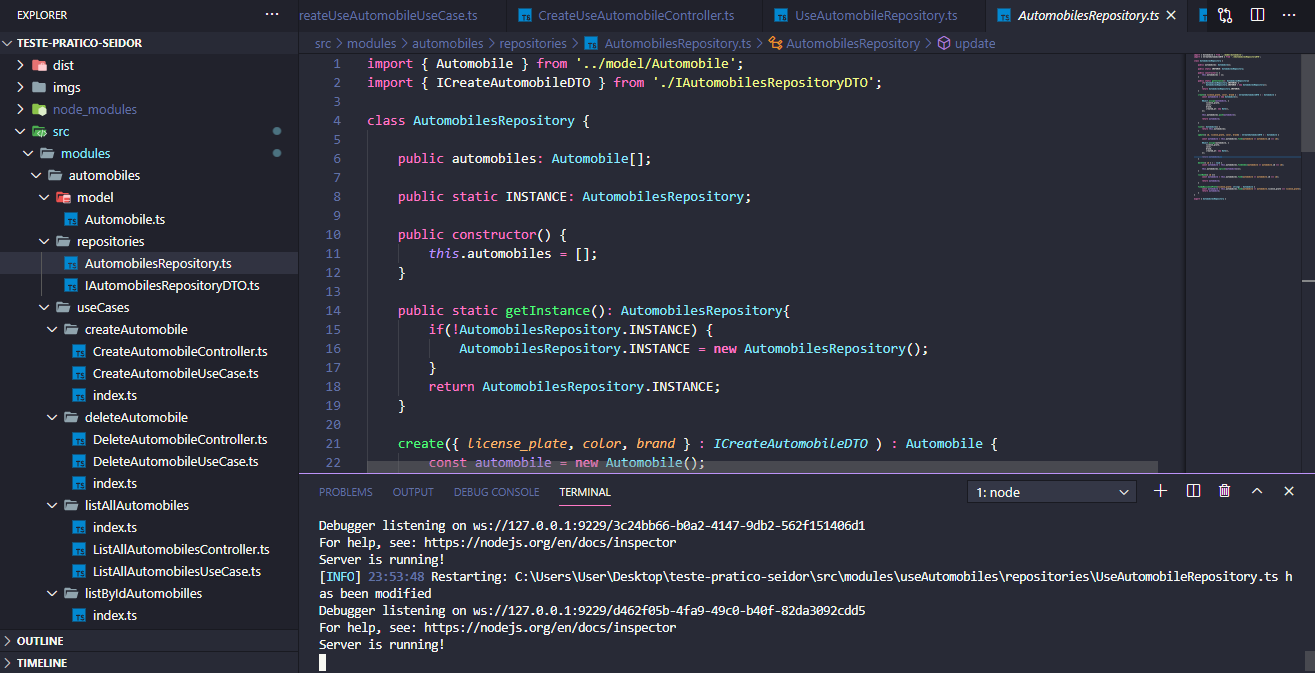 EXPLORER
TESTE-PRATICO-SEIDOR
dist
imgs
node_modules
src
modules
automobiles
model
Automobile.ts
repositories
AutomobilesRepository.ts
IAutomobilesRepositoryDTO.ts
useCases
createAutomobile
CreateAutomobileController.ts
CreateAutomobileUseCase.ts
index.ts
deleteAutomobile
DeleteAutomobileController.ts
DeleteAutomobileUseCase.ts
index.ts
listAllAutomobiles
index.ts
ListAllAutomobilesController.ts
ListAllAutomobilesUseCase.ts
listByIdAutomobilles
index.ts
OUTLINE
TIMELINE
reateUseAutomobileUseCase.ts CreateUseAutomobileController.ts UseAutomobileRepository.ts AutomobilesRepository.ts
src > modules > automobiles > repositories > AutomobilesRepository.ts > AutomobilesRepository > update
1 import { Automobile } from '../model/Automobile';
2 import { ICreateAutomobileDTO } from './IAutomobilesRepositoryDTO';
3
4 class AutomobilesRepository {
5
6 public automobiles: Automobile[];
7
8 public static INSTANCE: AutomobilesRepository;
9
10 public constructor() {
11 this.automobiles = [];
12 }
13
14 public static getInstance(): AutomobilesRepository{
15 if(!AutomobilesRepository.INSTANCE) {
16 AutomobilesRepository.INSTANCE = new AutomobilesRepository();
17 }
18 return AutomobilesRepository.INSTANCE;
19 }
20
21 create({ license_plate, color, brand } : ICreateAutomobileDTO ) : Automobile {
22 const automobile = new Automobile();
PROBLEMS OUTPUT DEBUG CONSOLE TERMINAL 1: node
Debugger listening on ws://127.0.0.1:9229/3c24bb66-b0a2-4147-9db2-562f151406d1
For help, see: https://nodejs.org/en/docs/inspector
Server is running!
[INFO] 23:53:48 Restarting: C:\Users\User\Desktop\teste-pratico-seidor\src\modules\useAutomobiles\repositories\UseAutomobileRepository.ts h
as been modified
Debugger listening on ws://127.0.0.1:9229/d462f05b-4fa9-49c0-b40f-82da3092cdd5
For help, see: https://nodejs.org/en/docs/inspector
Server is running!